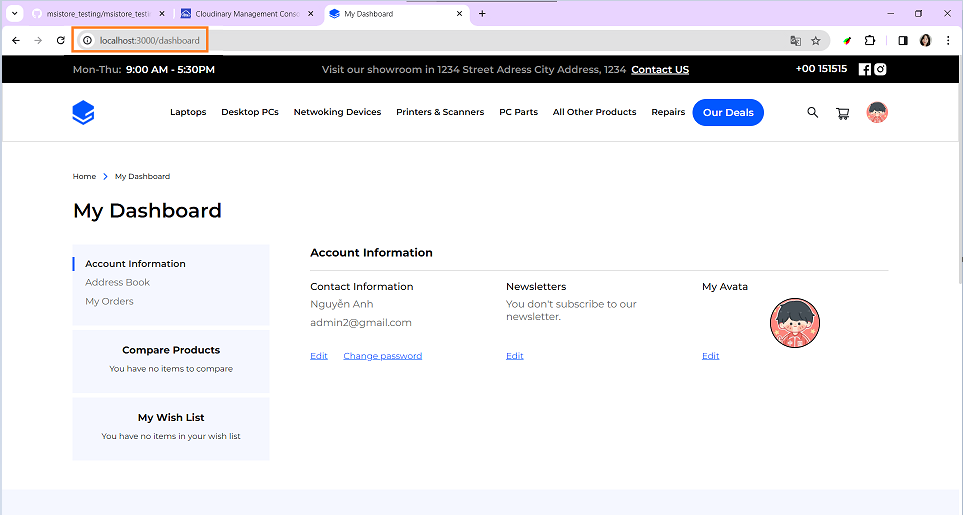 msistore_testing/msistore_testin
Cloudinary Management Conso
My Dashboard
localhost:3000/dashboard
Mon-Thu: 9:00 AM - 5:30PM
Visit our showroom in 1234 Street Adress City Address, 1234 Contact US
+00 151515
Laptops
Desktop PCs
Netwoking Devices
Printers & Scanners
PC Parts
All Other Products
Repairs
Our Deals
Home
My Dashboard
My Dashboard
Account Information
Address Book
My Orders
Compare Products
You have no items to compare
My Wish List
You have no items in your wish list
Account Information
Contact Information
Nguyễn Anh
admin2@gmail.com
Edit
Change password
Newsletters
You don't subscribe to our
newsletter.
Edit
My Avata
Edit